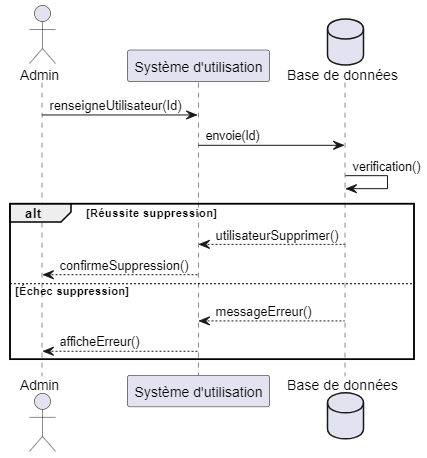 Admin
Système d'utilisation
Base de données
renseigneUtilisateur(Id)
envoie(Id)
verification()
alt [Réussite suppression]
utilisateurSupprimer()
confirmeSuppression()
[Échec suppression]
messageErreur()
afficheErreur()
Admin
Système d'utilisation
Base de données